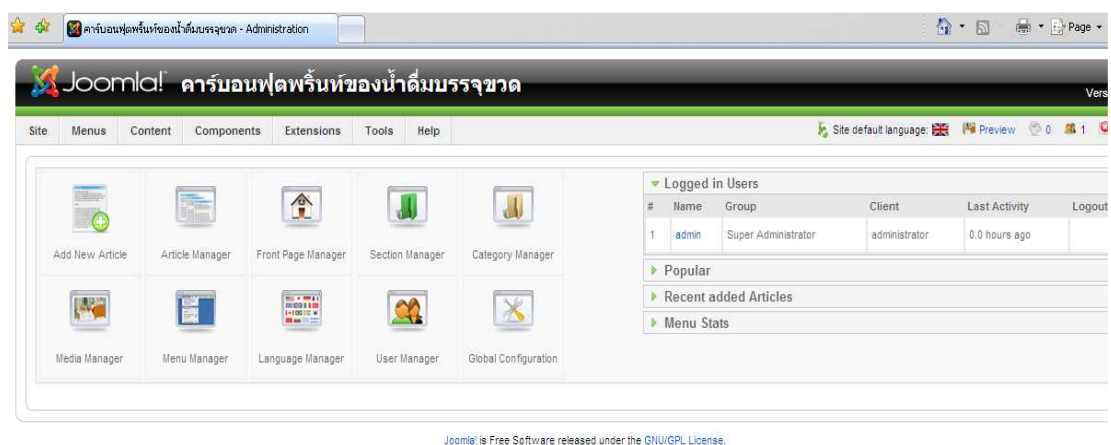 คาร์บอนฟุตพริ้นท์ของน้ำดื่มบรรจุขวด - Administration
Page
Joomla! คาร์บอนฟุตพริ้นท์ของน้ำดื่มบรรจุขวด
Vers
Site Menus Content Components Extensions Tools Help Site default language: Preview 0 1
Logged in Users
# Name Group Client Last Activity Logout
1 admin Super Administrator administrator 0.0 hours ago
Add New Article Article Manager Front Page Manager Section Manager Category Manager
Popular
Recent added Articles
Menu Stats
Media Manager Menu Manager Language Manager User Manager Global Configuration
Joomla! is Free Software released under the GNU/GPL License.